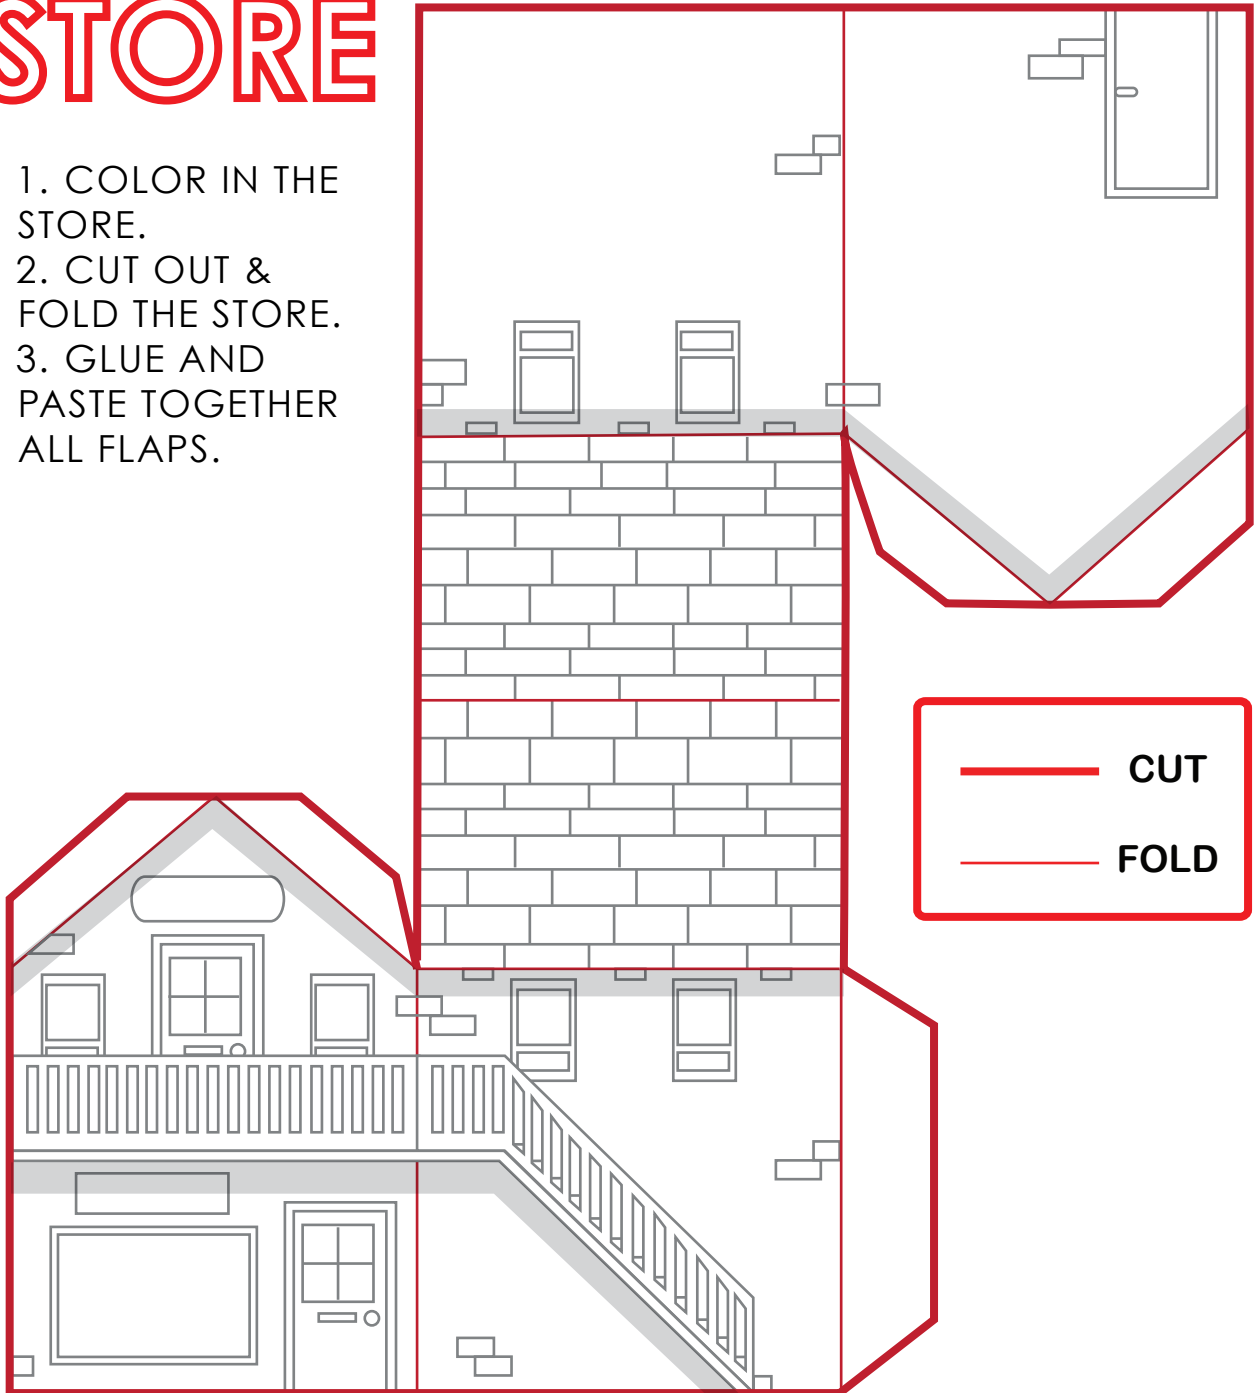 STORE
1. COLOR IN THE
STORE.
2. CUT OUT &
FOLD THE STORE.
3. GLUE AND
PASTE TOGETHER
ALL FLAPS.
CUT
FOLD